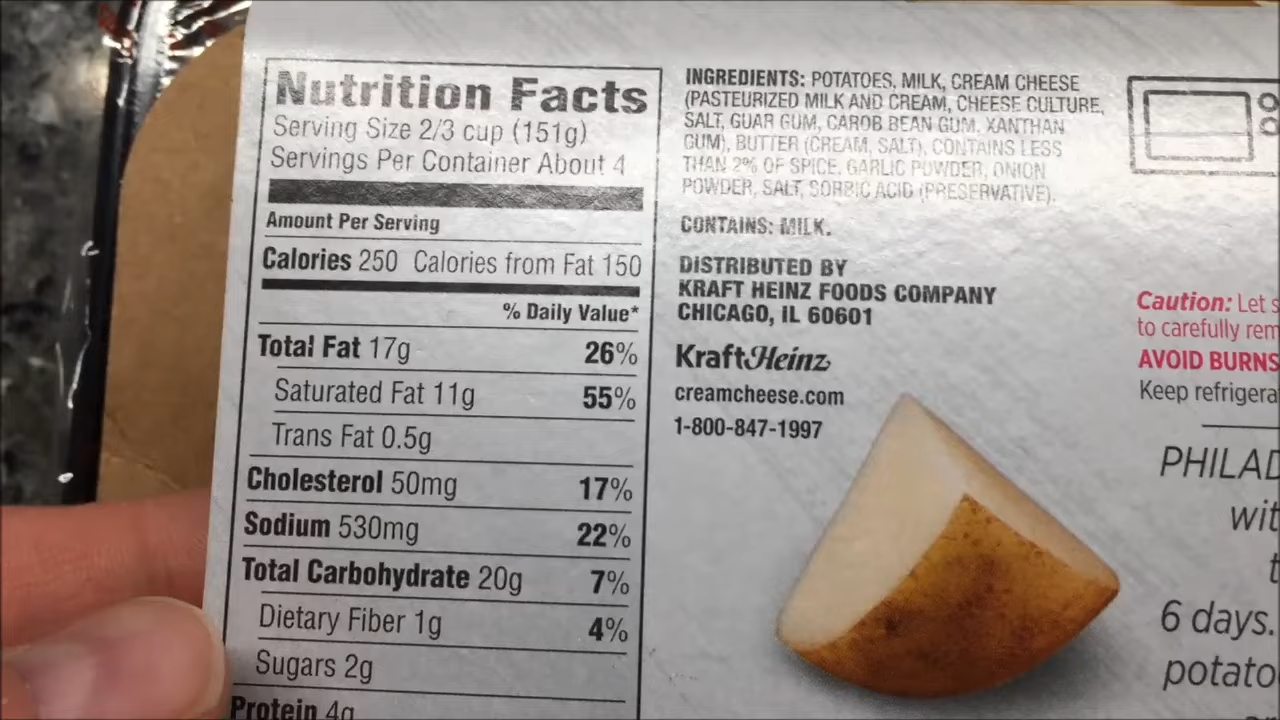 Nutrition Facts
Serving Size 2/3 cup (151g)
Servings Per Container About 4
Amount Per Serving
Calories 250 Calories from Fat 150
% Daily Value*
Total Fat 17g 26%
Saturated Fat 11g 55%
Trans Fat 0.5g
Cholesterol 50mg 17%
Sodium 530mg 22%
Total Carbohydrate 20g 7%
Dietary Fiber 1g 4%
Sugars 2g
Protein 4g
INGREDIENTS: POTATOES, MILK, CREAM CHEESE
(PASTEURIZED MILK AND CREAM, CHEESE CULTURE,
SALT, GUAR GUM, CAROB BEAN GUM, XANTHAN
GUM), BUTTER (CREAM, SALT), CONTAINS LESS
THAN 2% OF SPICE, GARLIC POWDER, ONION
POWDER, SALT, SORBIC ACID (PRESERVATIVE).
CONTAINS: MILK.
DISTRIBUTED BY
KRAFT HEINZ FOODS COMPANY
CHICAGO, IL 60601
KraftHeinz
creamcheese.com
1-800-847-1997
Caution: Let s
to carefully rem
AVOID BURNS
Keep refrigera
PHILAD
wit
t
6 days.
potato